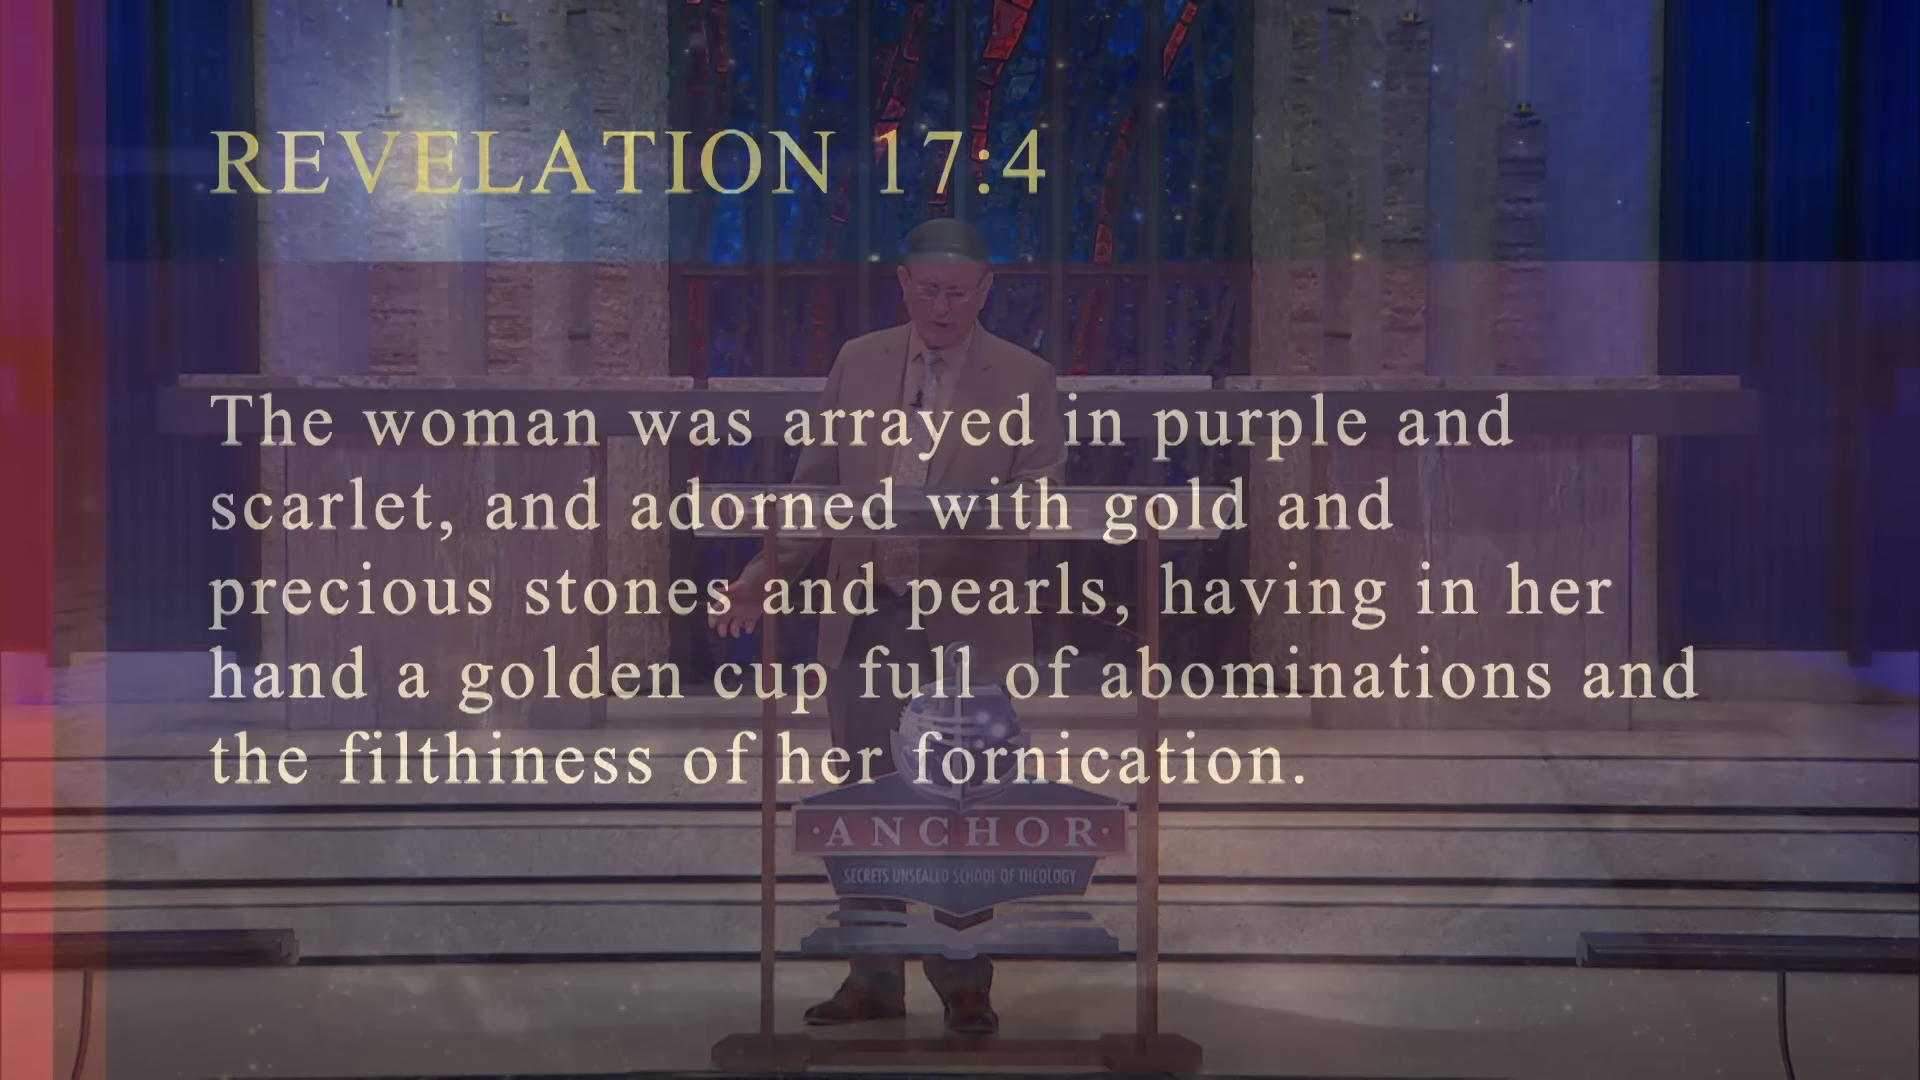 REVELATION 17:4
The woman was arrayed in purple and
scarlet, and adorned with gold and
precious stones and pearls, having in her
hand a golden cup full of abominations and
the filthiness of her fornication.
·ANCHOR·
SECRETS UNSEALED SCHOOL OF THEOLOGY